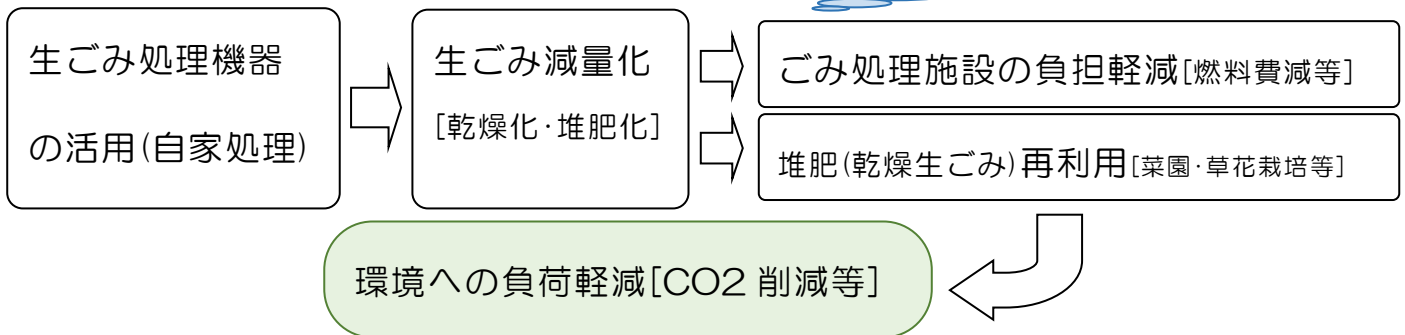 生ごみ処理機器
の活用(自家処理)
生ごみ減量化
[乾燥化･堆肥化]
ごみ処理施設の負担軽減[燃料費減等]
堆肥(乾燥生ごみ)再利用[菜園･草花栽培等]
環境への負荷軽減[CO2 削減等]